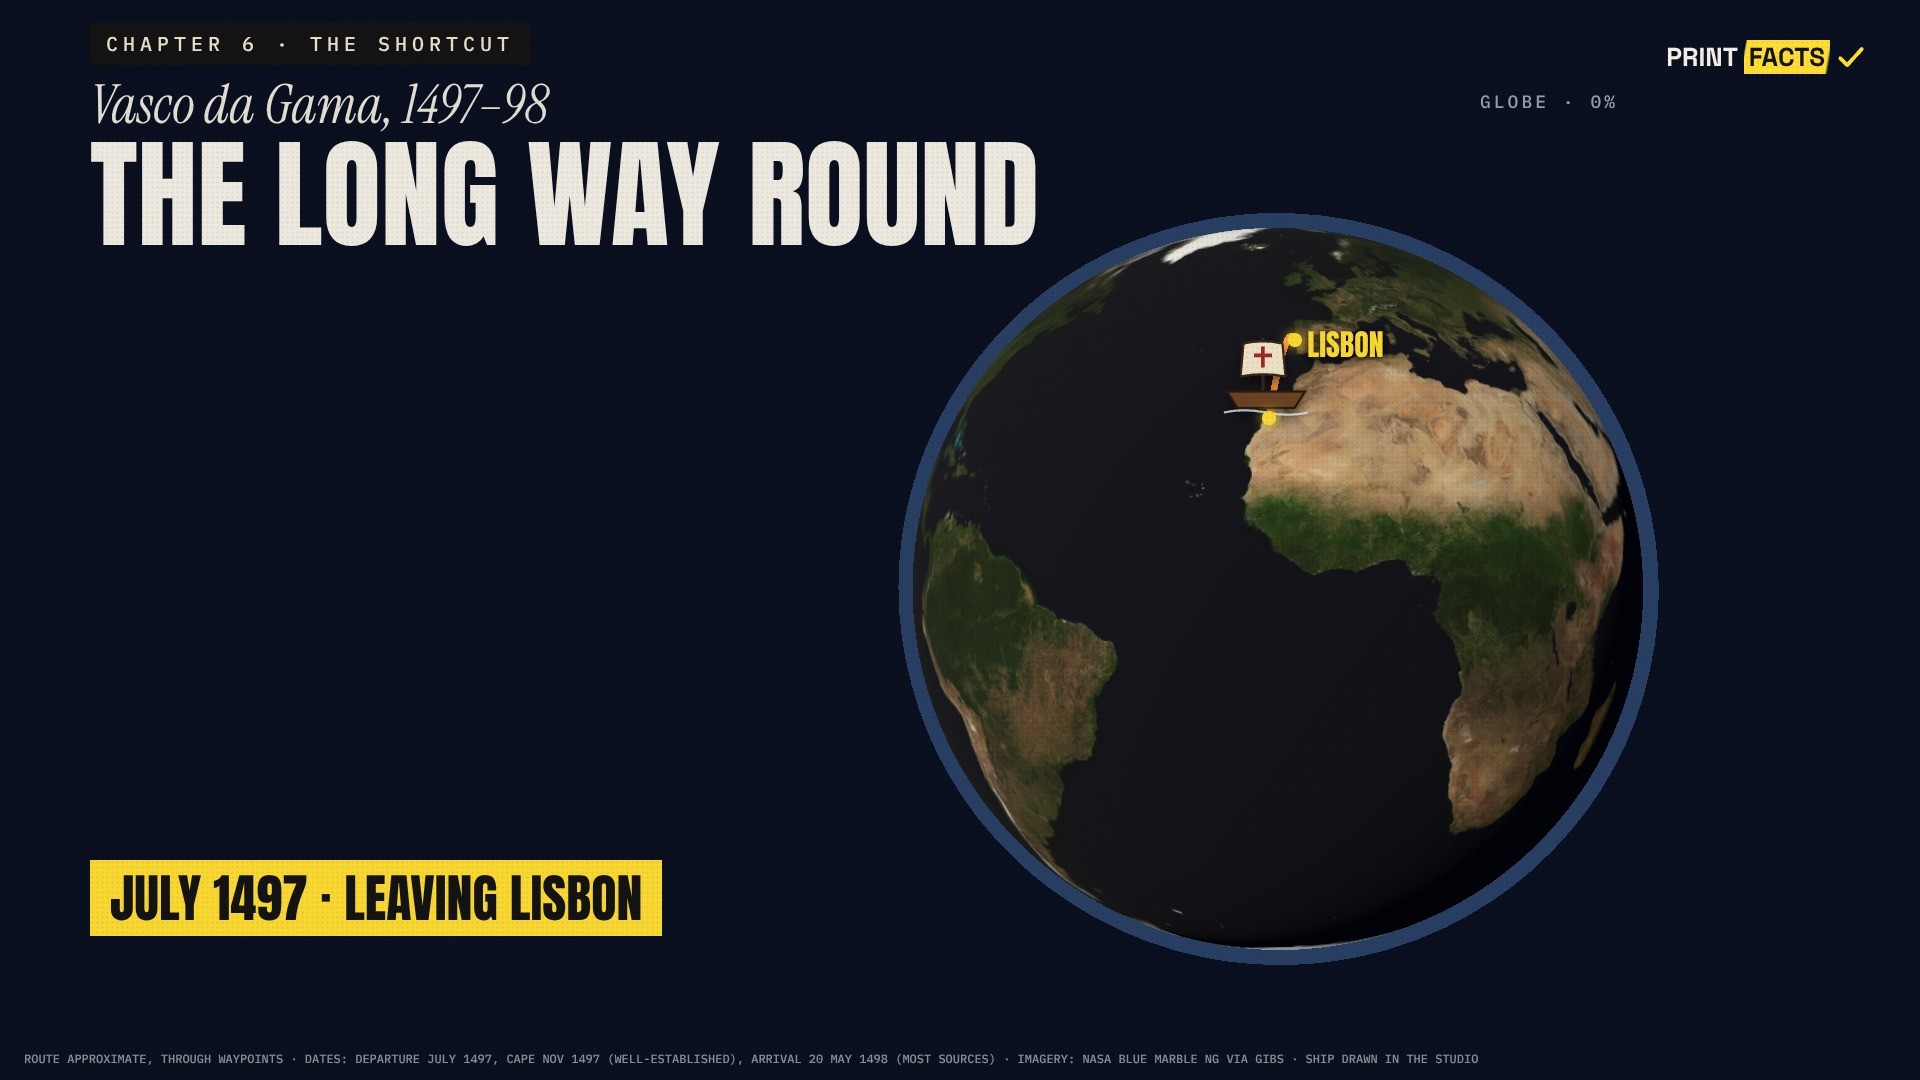 CHAPTER 6 · THE SHORTCUT
PRINT FACTS
Vasco da Gama, 1497–98
GLOBE · 0%
THE LONG WAY ROUND
LISBON
JULY 1497 · LEAVING LISBON
ROUTE APPROXIMATE, THROUGH WAYPOINTS · DATES: DEPARTURE JULY 1497, CAPE NOV 1497 (WELL-ESTABLISHED), ARRIVAL 20 MAY 1498 (MOST SOURCES) · IMAGERY: NASA BLUE MARBLE NG VIA GIBS · SHIP DRAWN IN THE STUDIO